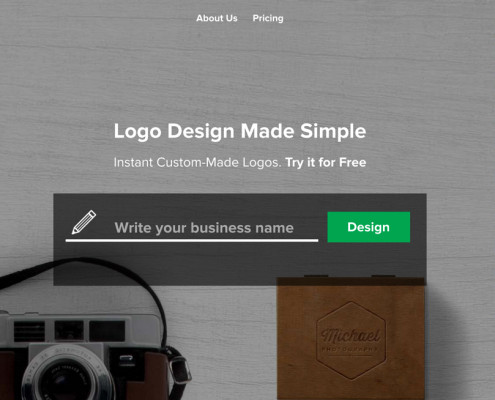 About Us Pricing
Logo Design Made Simple
Instant Custom-Made Logos. Try it for Free
Write your business name
Design
Michael
PHOTOGRAPHY